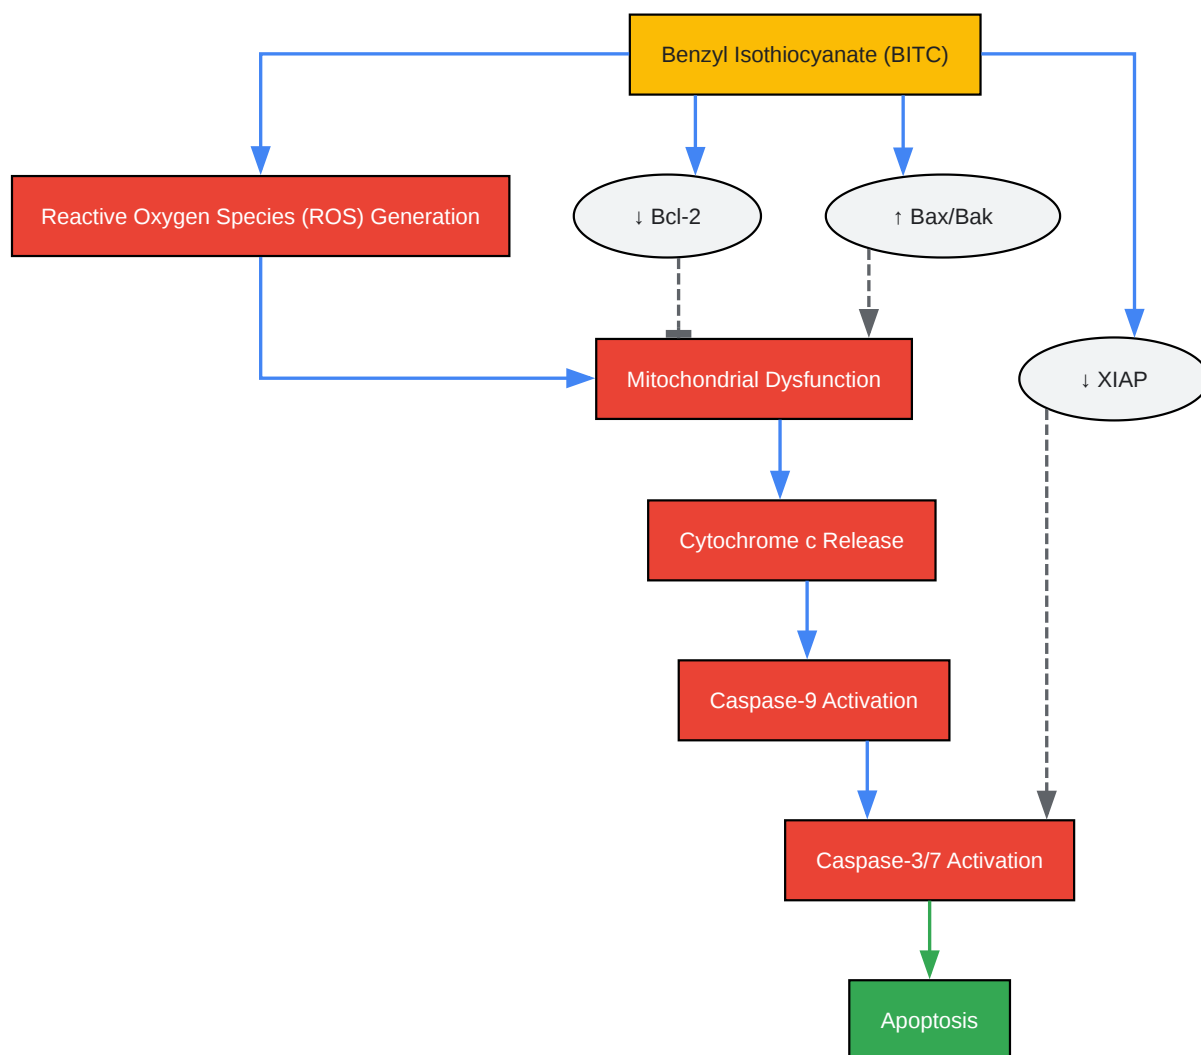 Benzyl Isothiocyanate (BITC)
Reactive Oxygen Species (ROS) Generation
↓ Bcl-2
↑ Bax/Bak
Mitochondrial Dysfunction
↓ XIAP
Cytochrome c Release
Caspase-9 Activation
Caspase-3/7 Activation
Apoptosis